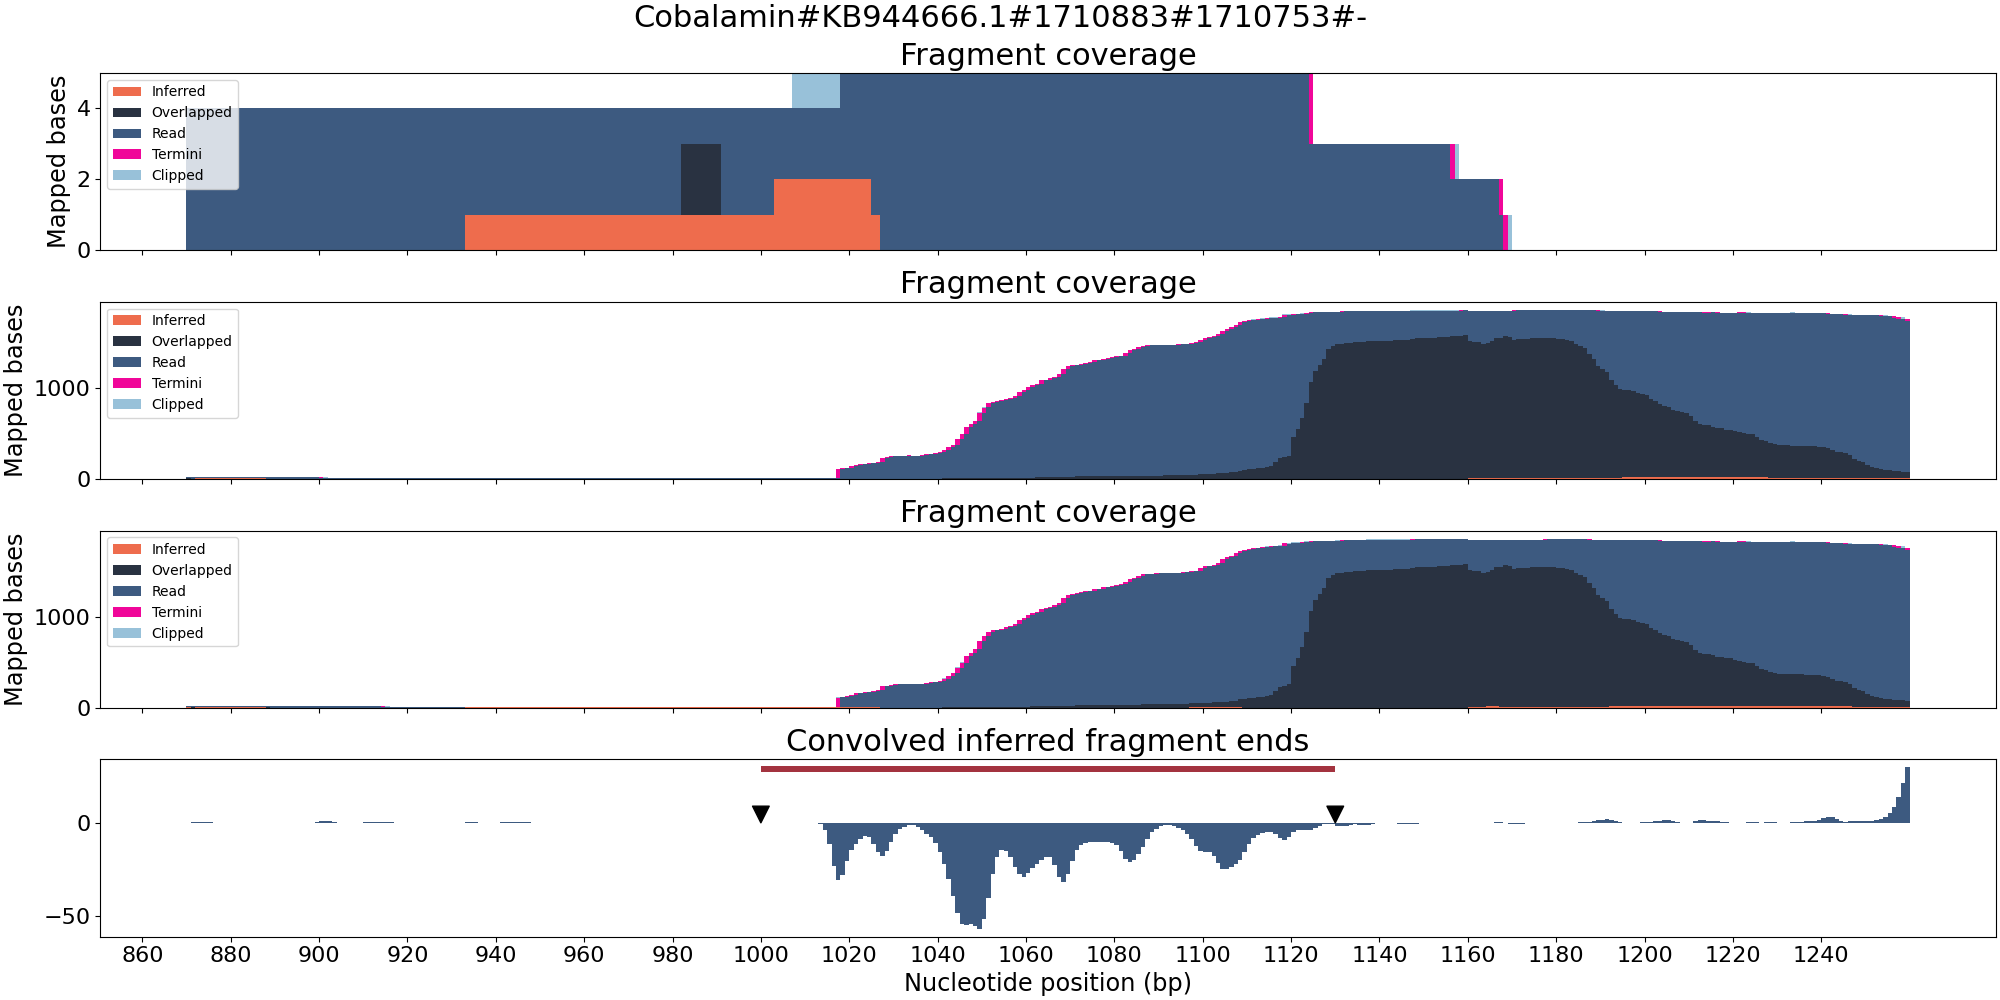 Cobalamin#KB944666.1#1710883#1710753#-
Fragment coverage
Mapped bases
4
2
0
Inferred
Overlapped
Read
Termini
Clipped
Fragment coverage
Mapped bases
1000
0
Inferred
Overlapped
Read
Termini
Clipped
Fragment coverage
Mapped bases
1000
0
Inferred
Overlapped
Read
Termini
Clipped
Convolved inferred fragment ends
0
−50
860 880 900 920 940 960 980 1000 1020 1040 1060 1080 1100 1120 1140 1160 1180 1200 1220 1240
Nucleotide position (bp)